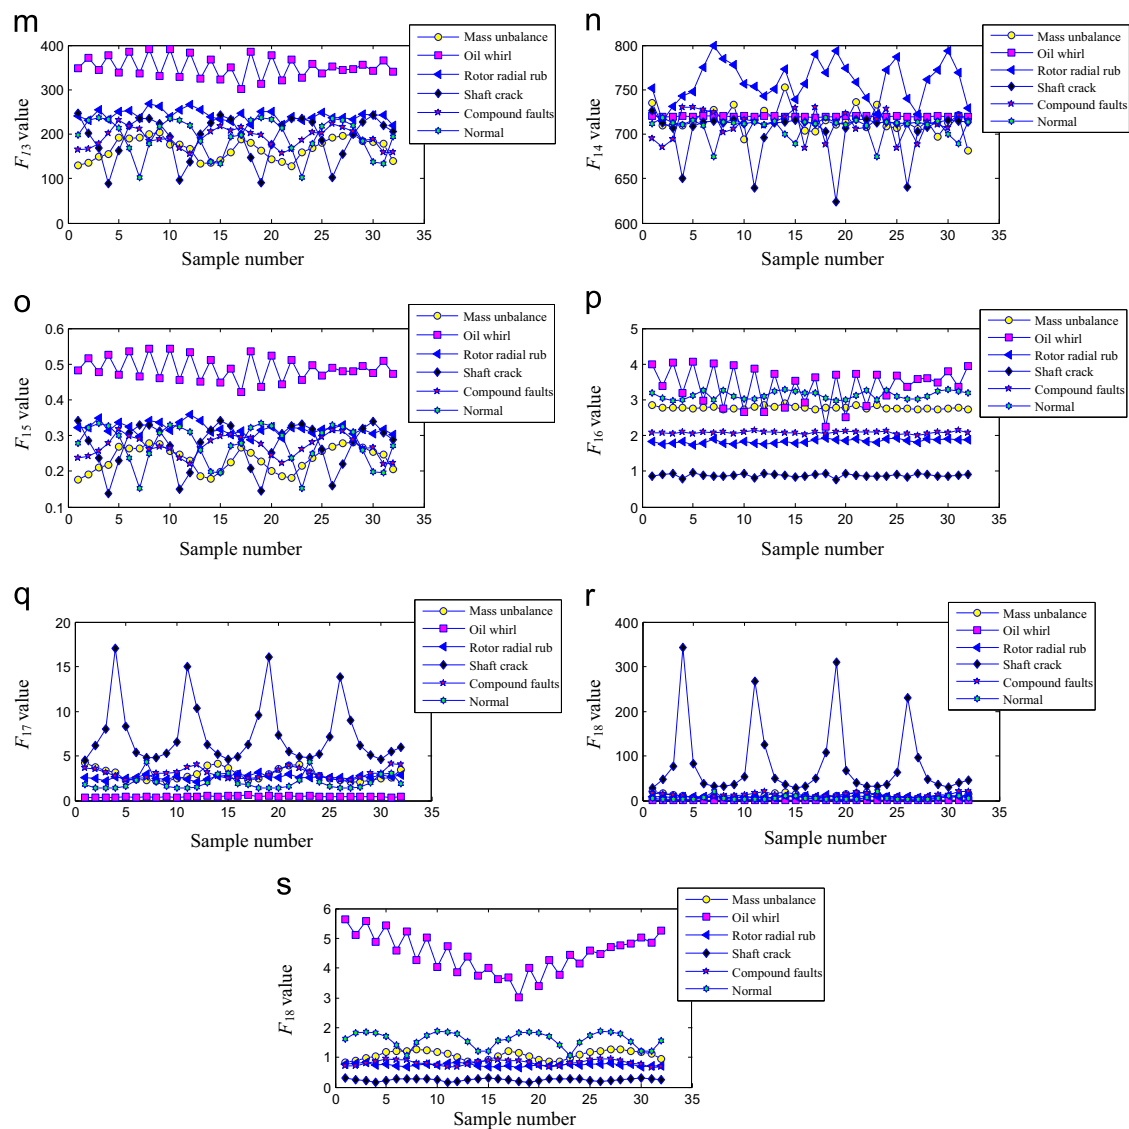 m
Mass unbalance
Oil whirl
Rotor radial rub
Shaft crack
Compound faults
Normal
400
300
200
100
0
F13 value
0 5 10 15 20 25 30 35
Sample number
n
Mass unbalance
Oil whirl
Rotor radial rub
Shaft crack
Compound faults
Normal
800
750
700
650
600
F14 value
0 5 10 15 20 25 30 35
Sample number
o
Mass unbalance
Oil whirl
Rotor radial rub
Shaft crack
Compound faults
Normal
0.6
0.5
0.4
0.3
0.2
0.1
F15 value
0 5 10 15 20 25 30 35
Sample number
p
Mass unbalance
Oil whirl
Rotor radial rub
Shaft crack
Compound faults
Normal
5
4
3
2
1
0
F16 value
0 5 10 15 20 25 30 35
Sample number
q
Mass unbalance
Oil whirl
Rotor radial rub
Shaft crack
Compound faults
Normal
20
15
10
5
0
F17 value
0 5 10 15 20 25 30 35
Sample number
r
Mass unbalance
Oil whirl
Rotor radial rub
Shaft crack
Compound faults
Normal
400
300
200
100
0
F18 value
0 5 10 15 20 25 30 35
Sample number
s
Mass unbalance
Oil whirl
Rotor radial rub
Shaft crack
Compound faults
Normal
6
5
4
3
2
1
0
F18 value
0 5 10 15 20 25 30 35
Sample number